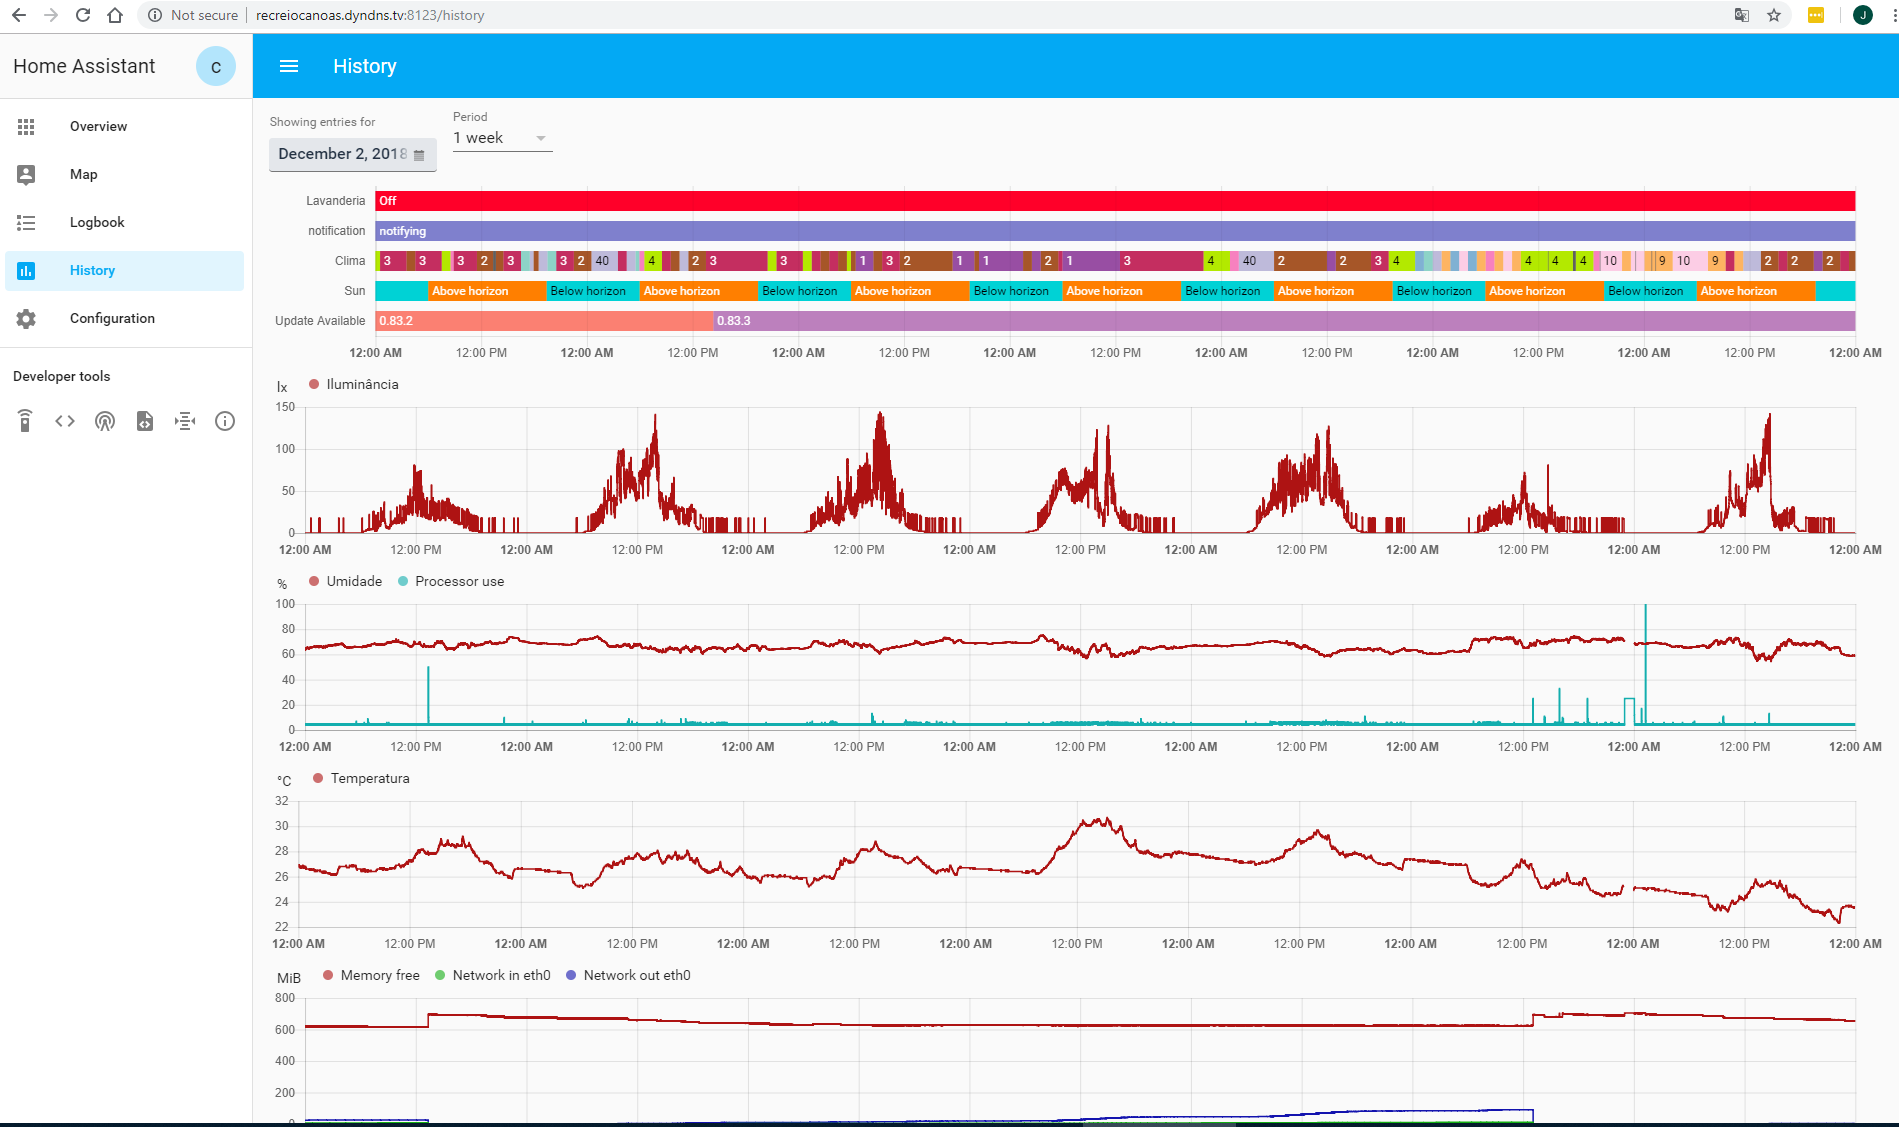 Not secure | recreiocanoas.dyndns.tv:8123/history
J
Home Assistant
C
History
Overview
Map
Logbook
History
Configuration
Developer tools
Showing entries for
December 2, 2018
Period
1 week
Lavanderia Off
notification notifying
Clima 3 3 3 2 3 3 2 40 4 2 3 3 1 3 2 1 1 2 1 3 4 40 2 2 3 4 4 4 4 10 9 10 9 2 2 2
Sun Above horizon Below horizon Above horizon Below horizon Above horizon Below horizon Above horizon Below horizon Above horizon Below horizon Above horizon Below horizon Above horizon
Update Available 0.83.2 0.83.3
12:00 AM 12:00 PM 12:00 AM 12:00 PM 12:00 AM 12:00 PM 12:00 AM 12:00 PM 12:00 AM 12:00 PM 12:00 AM 12:00 PM 12:00 AM 12:00 PM 12:00 AM
lx Iluminância
150
100
50
0
12:00 AM 12:00 PM 12:00 AM 12:00 PM 12:00 AM 12:00 PM 12:00 AM 12:00 PM 12:00 AM 12:00 PM 12:00 AM 12:00 PM 12:00 AM 12:00 PM 12:00 AM
% Umidade Processor use
100
80
60
40
20
0
12:00 AM 12:00 PM 12:00 AM 12:00 PM 12:00 AM 12:00 PM 12:00 AM 12:00 PM 12:00 AM 12:00 PM 12:00 AM 12:00 PM 12:00 AM 12:00 PM 12:00 AM
°C Temperatura
32
30
28
26
24
22
12:00 AM 12:00 PM 12:00 AM 12:00 PM 12:00 AM 12:00 PM 12:00 AM 12:00 PM 12:00 AM 12:00 PM 12:00 AM 12:00 PM 12:00 AM 12:00 PM 12:00 AM
MiB Memory free Network in eth0 Network out eth0
800
600
400
200
0